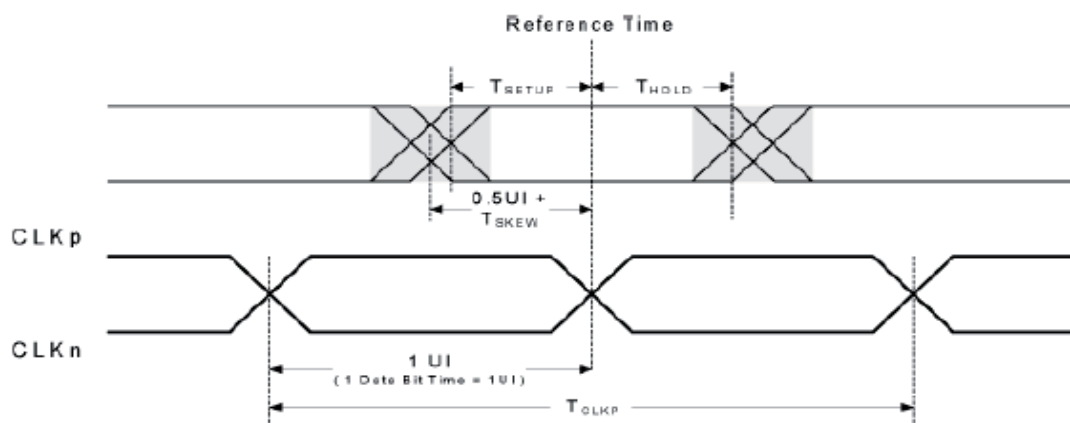 Reference Time
TSETUP
THOLD
0.5UI +
TSKEW
CLKp
CLKn
1 UI
( 1 Data Bit Time = 1UI)
TCLKP